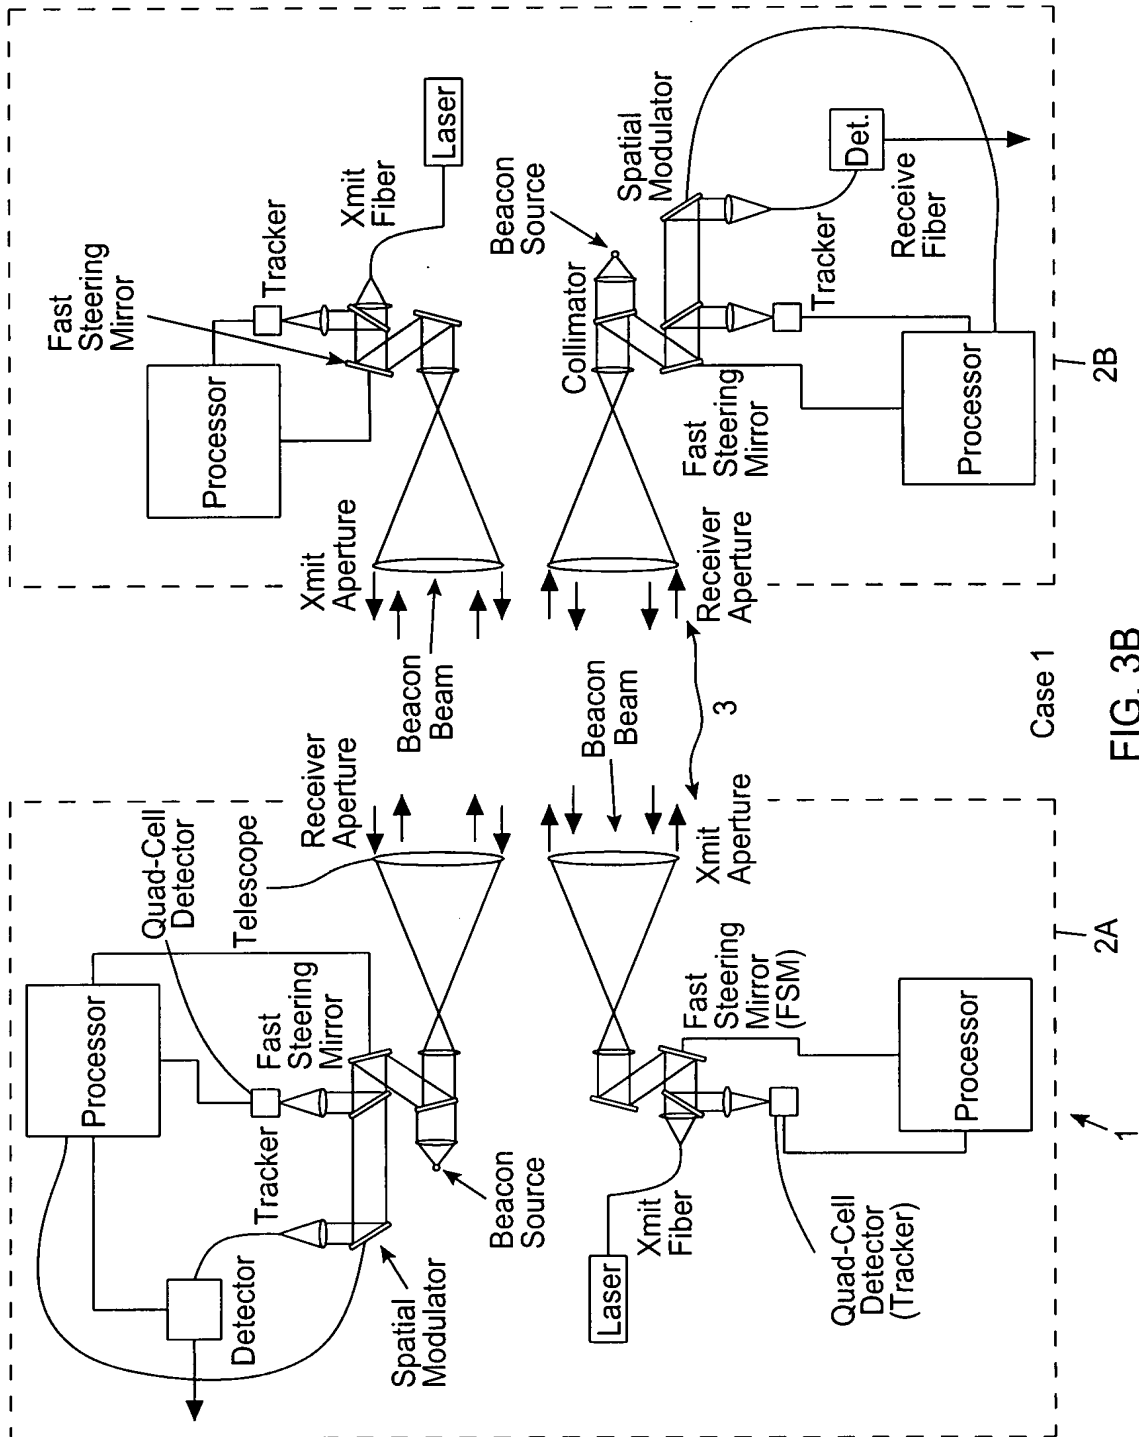 Processor
Quad-Cell
Detector
Telescope
Receiver
Aperture
Fast
Steering
Mirror
Tracker
Detector
Spatial
Modulator
Beacon
Source
Beacon
Beam
Fast
Steering
Mirror
Processor
Tracker
Xmit
Fiber
Laser
Xmit
Aperture
Laser
Xmit
Fiber
Quad-Cell
Detector
(Tracker)
Fast
Steering
Mirror
(FSM)
Xmit
Aperture
Processor
Beacon
Beam
3
Collimator
Beacon
Source
Spatial
Modulator
Det.
Receive
Fiber
Tracker
Fast
Steering
Mirror
Receiver
Aperture
Processor
1
2A
2B
Case 1
FIG. 3B